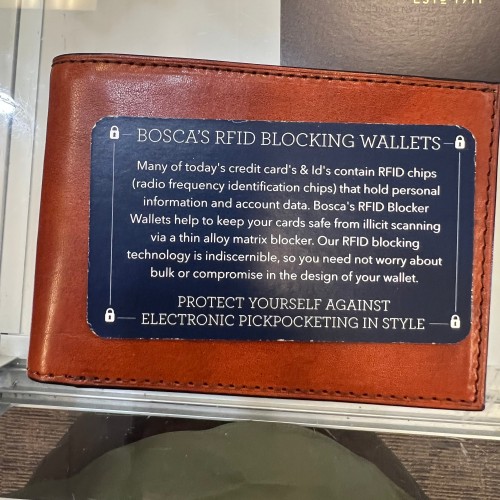 ESTD 1911
BOSCA'S RFID BLOCKING WALLETS
Many of today's credit card's & Id's contain RFID chips
(radio frequency identification chips) that hold personal
information and account data. Bosca's RFID Blocker
Wallets help to keep your cards safe from illicit scanning
via a thin alloy matrix blocker. Our RFID blocking
technology is indiscernible, so you need not worry about
bulk or compromise in the design of your wallet.
PROTECT YOURSELF AGAINST
ELECTRONIC PICKPOCKETING IN STYLE